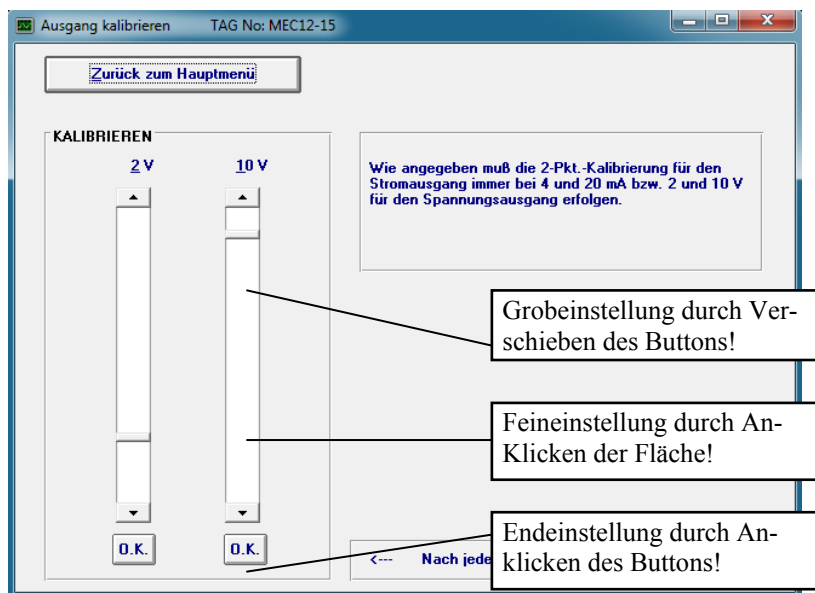 Ausgang kalibrieren TAG No: MEC12-15
Zurück zum Hauptmenü
KALIBRIEREN
2 V 10 V
Wie angegeben muß die 2-Pkt.-Kalibrierung für den
Stromausgang immer bei 4 und 20 mA bzw. 2 und 10 V
für den Spannungsausgang erfolgen.
Grobeinstellung durch Ver-
schieben des Buttons!
Feineinstellung durch An-
Klicken der Fläche!
O.K. O.K.
<--- Nach jede
Endeinstellung durch An-
klicken des Buttons!